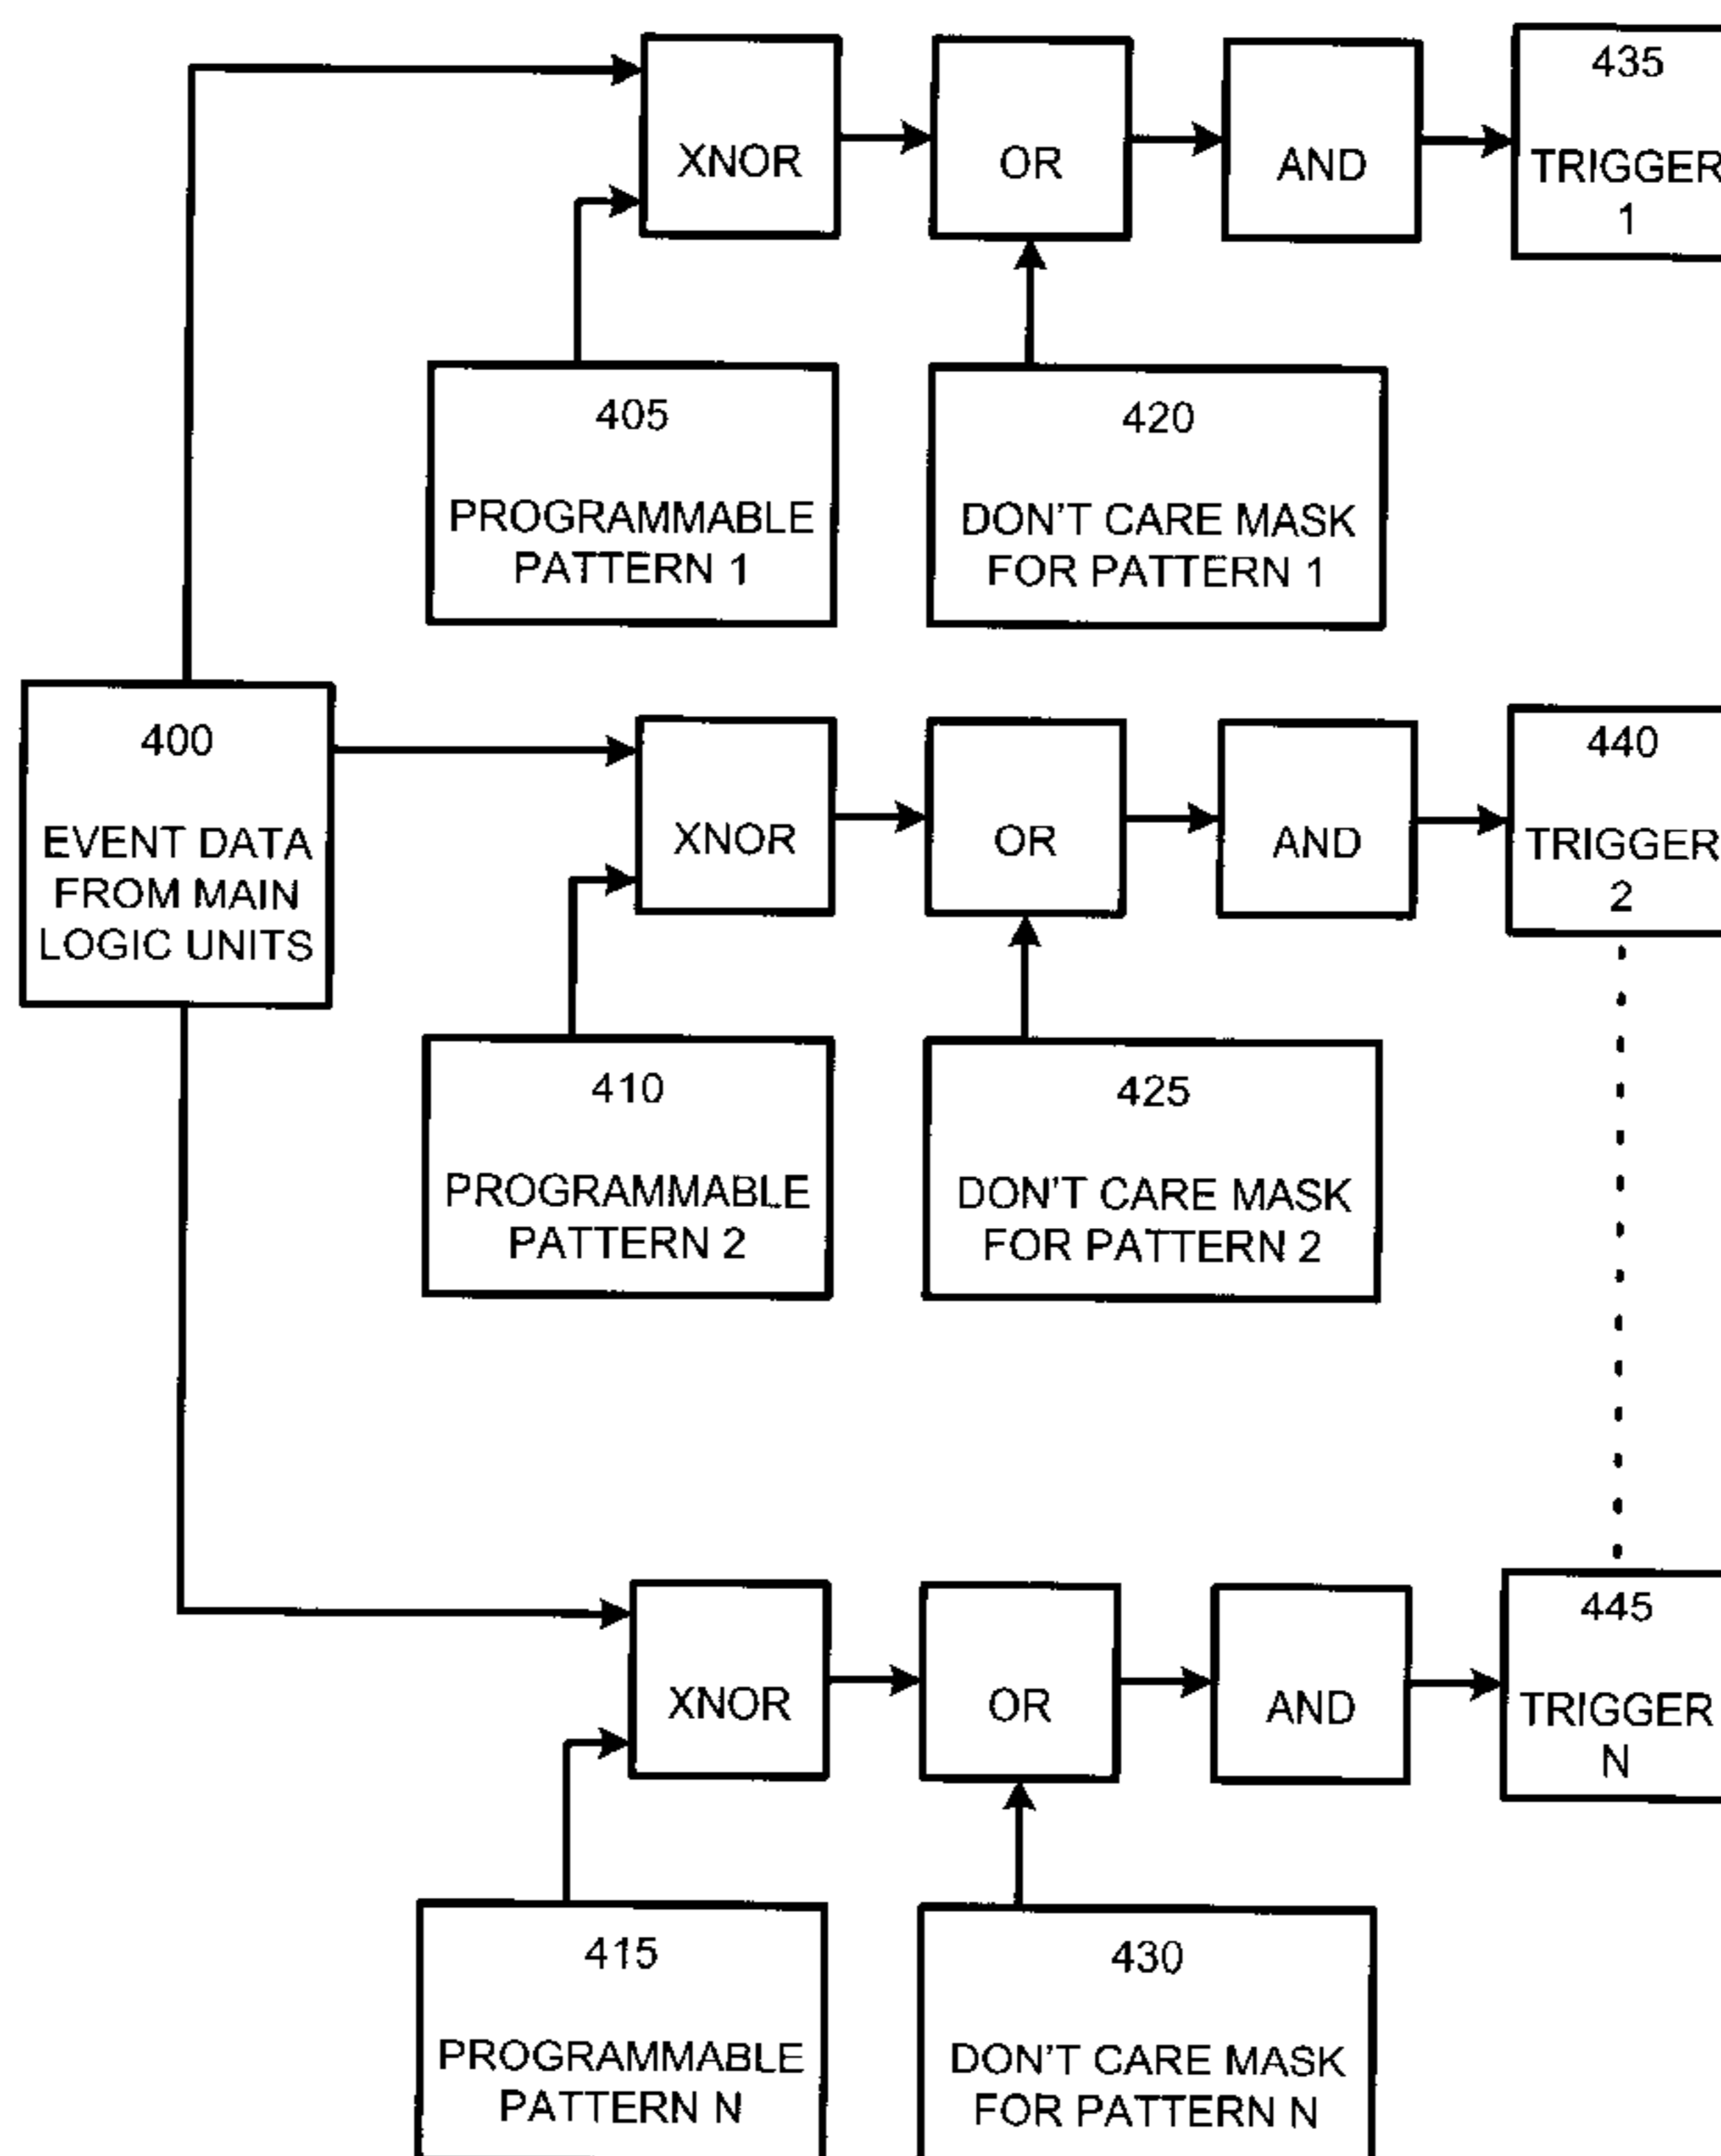 XNOR
OR
AND
435
TRIGGER
1
405
PROGRAMMABLE
PATTERN 1
420
DON'T CARE MASK
FOR PATTERN 1
400
EVENT DATA
FROM MAIN
LOGIC UNITS
XNOR
OR
AND
440
TRIGGER
2
410
PROGRAMMABLE
PATTERN 2
425
DON'T CARE MASK
FOR PATTERN 2
XNOR
OR
AND
445
TRIGGER
N
415
PROGRAMMABLE
PATTERN N
430
DON'T CARE MASK
FOR PATTERN N